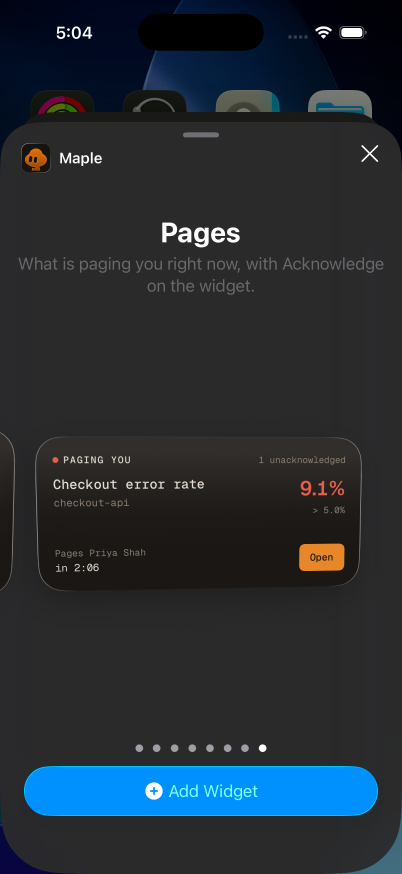 5:04
Maple
Pages
What is paging you right now, with Acknowledge
on the widget.
PAGING YOU
1 unacknowledged
Checkout error rate
9.1%
checkout-api
> 5.0%
Pages Priya Shah
in 2:06
Open
Add Widget